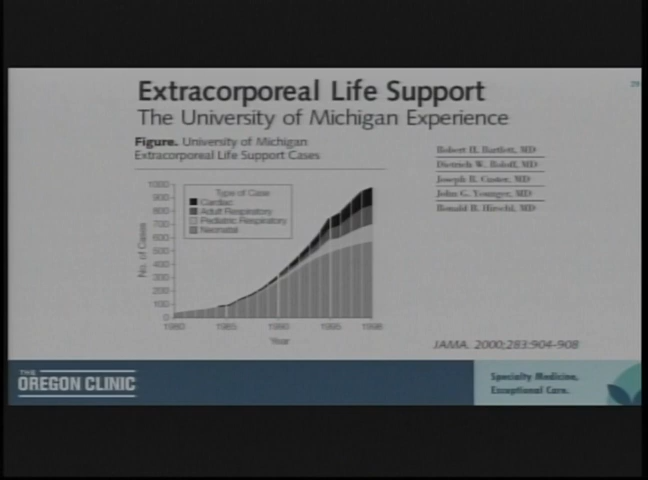 Extracorporeal Life Support
The University of Michigan Experience
Figure. University of Michigan
Extracorporeal Life Support Cases
Robert H. Bartlett, MD
Dietrich W. Roloff, MD
Joseph R. Custer, MD
John G. Younger, MD
Ronald B. Hirschl, MD
Type of Case
Cardiac
Adult Respiratory
Pediatric Respiratory
Neonatal
No. of Cases
1000
900
800
700
600
500
400
300
200
100
0
1980 1985 1990 1995 1998
Year
JAMA. 2000;283:904-908
THE
OREGON CLINIC
Specialty Medicine,
Exceptional Care.